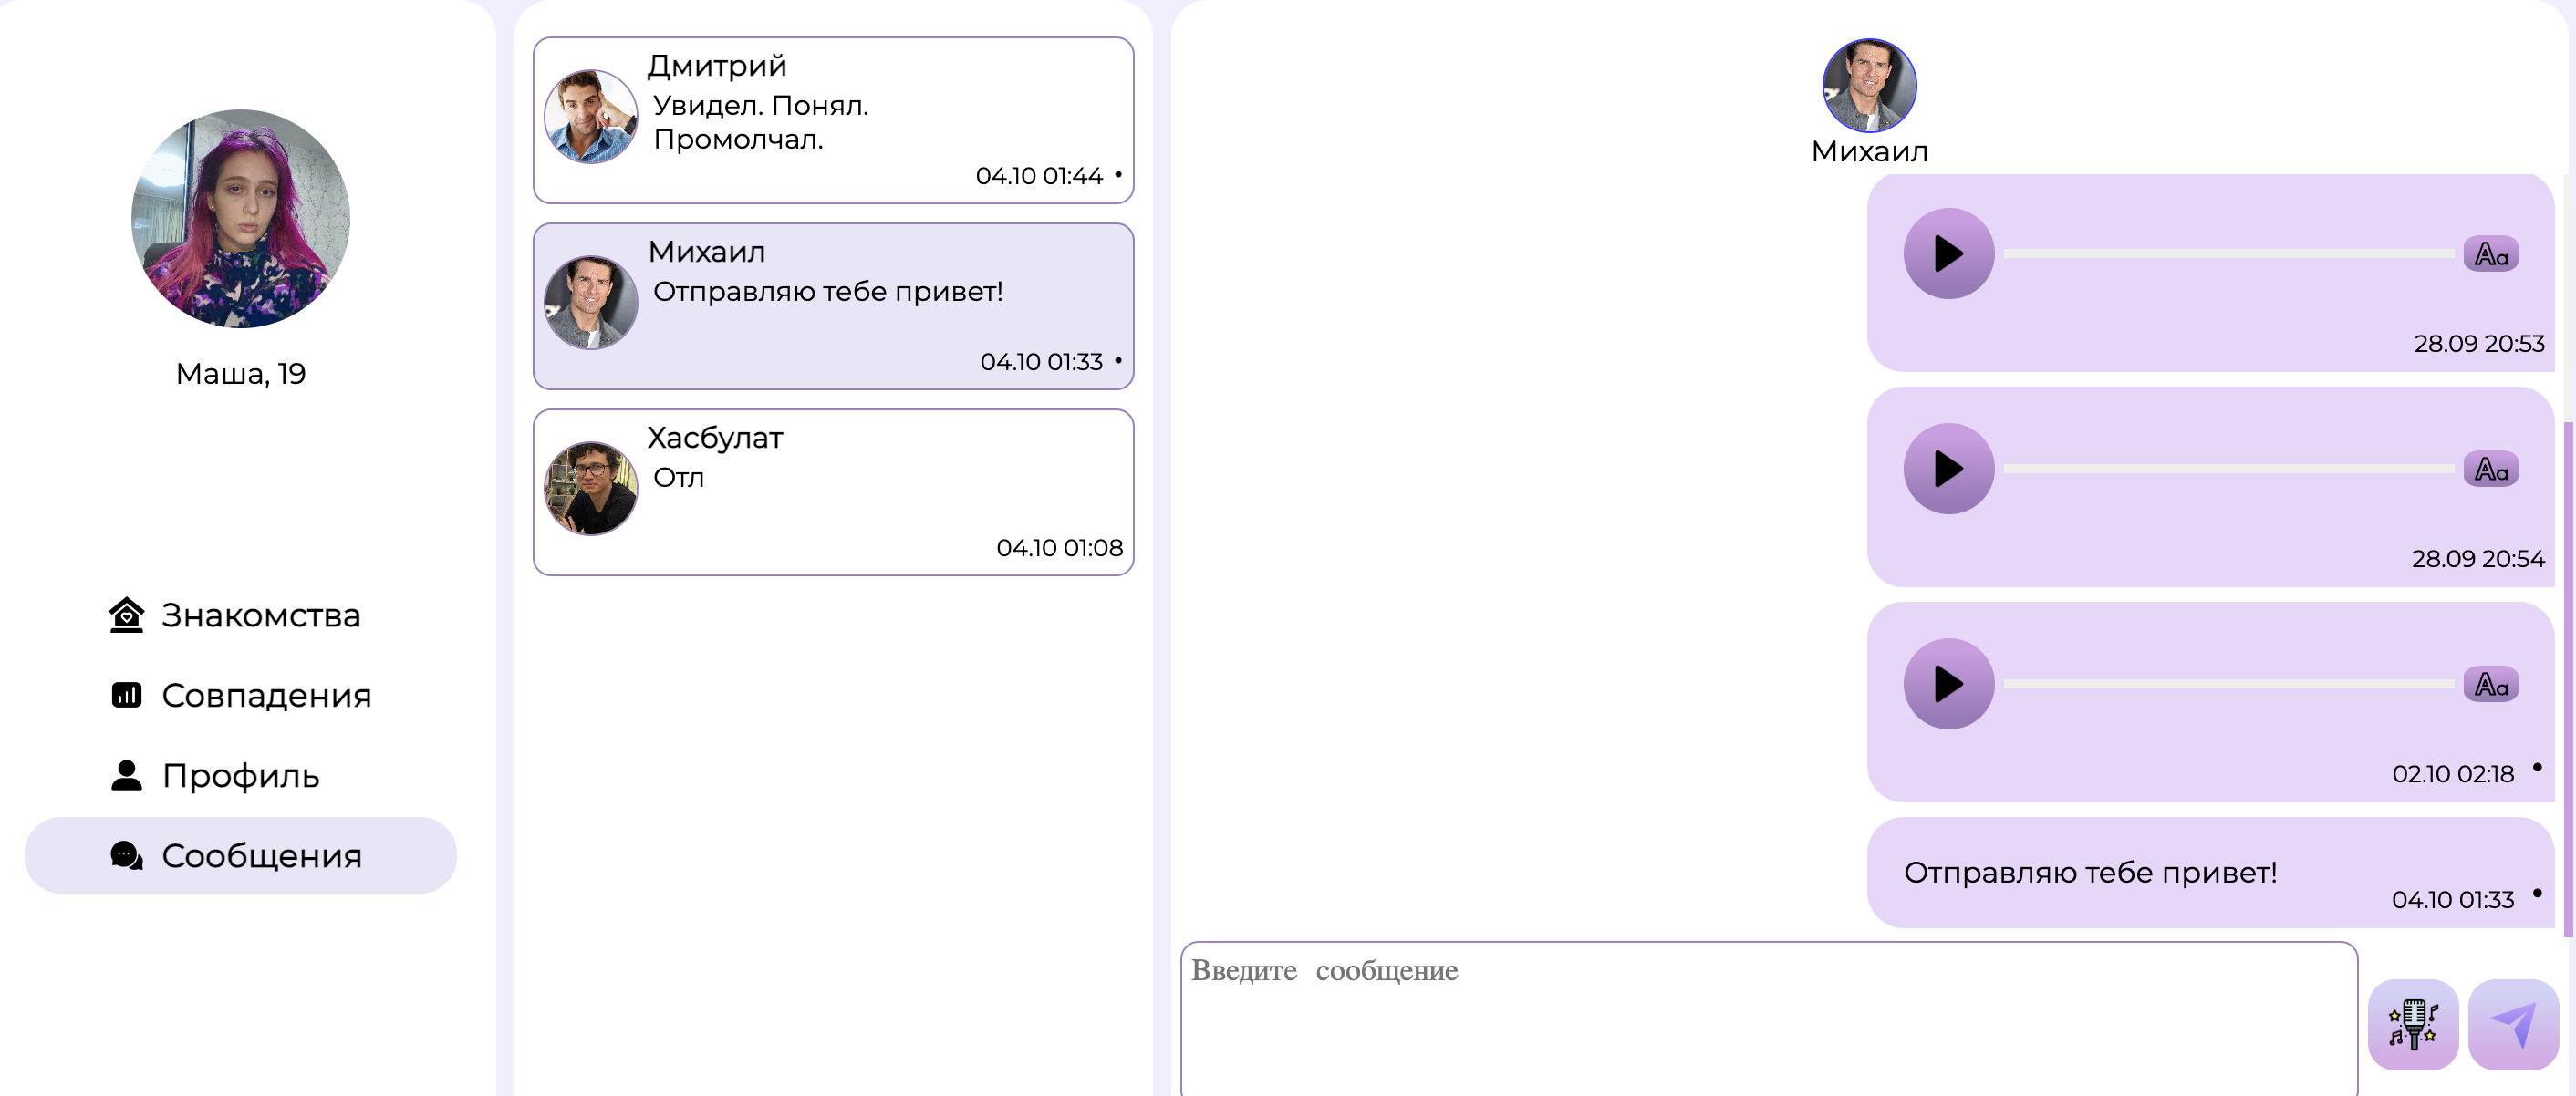 Маша, 19
Знакомства
Совпадения
Профиль
Сообщения
Дмитрий
Увидел. Понял.
Промолчал.
04.10 01:44
Михаил
Отправляю тебе привет!
04.10 01:33
Хасбулат
Отл
04.10 01:08
Михаил
Aa
28.09 20:53
Aa
28.09 20:54
Aa
02.10 02:18
Отправляю тебе привет!
04.10 01:33
Введите сообщение